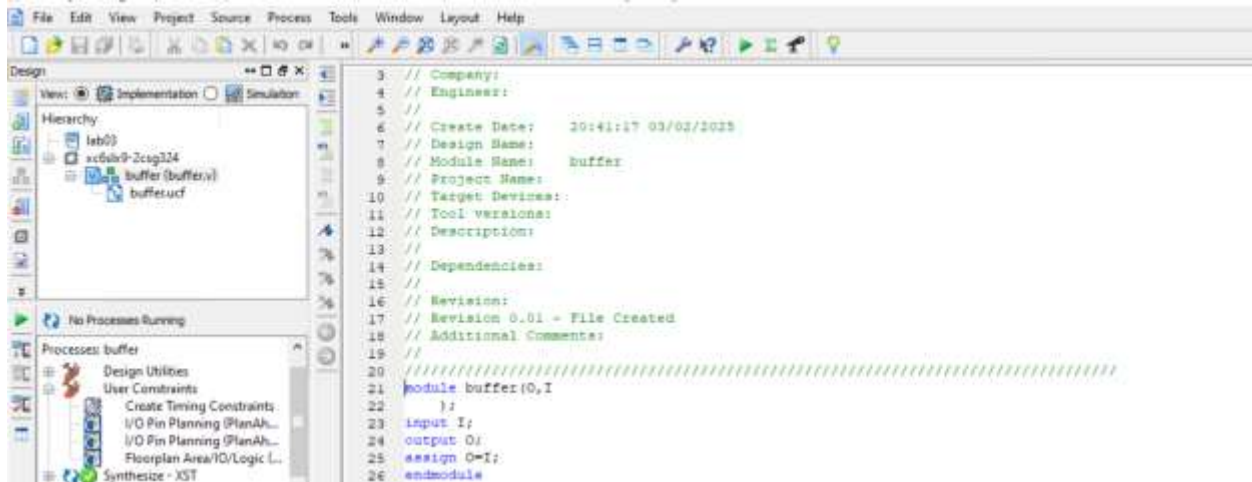 File Edit View Project Source Process Tools Window Layout Help
Design
View: Implementation Simulation
Hierarchy
lab03
xc6slx9-2csg324
buffer (buffer.v)
buffer.ucf
No Processes Running
Processes: buffer
Design Utilities
User Constraints
Create Timing Constraints
I/O Pin Planning (PlanAh...
I/O Pin Planning (PlanAh...
Floorplan Area/IO/Logic (...
Synthesize - XST
3 // Company:
4 // Engineer:
5 //
6 // Create Date: 20:41:17 03/02/2025
7 // Design Name:
8 // Module Name: buffer
9 // Project Name:
10 // Target Devices:
11 // Tool versions:
12 // Description:
13 //
14 // Dependencies:
15 //
16 // Revision:
17 // Revision 0.01 - File Created
18 // Additional Comments:
19 //
20 //////////////////////////////////////////////////////////////////////////////////
21 module buffer(O,I
22 );
23 input I;
24 output O;
25 assign O=I;
26 endmodule